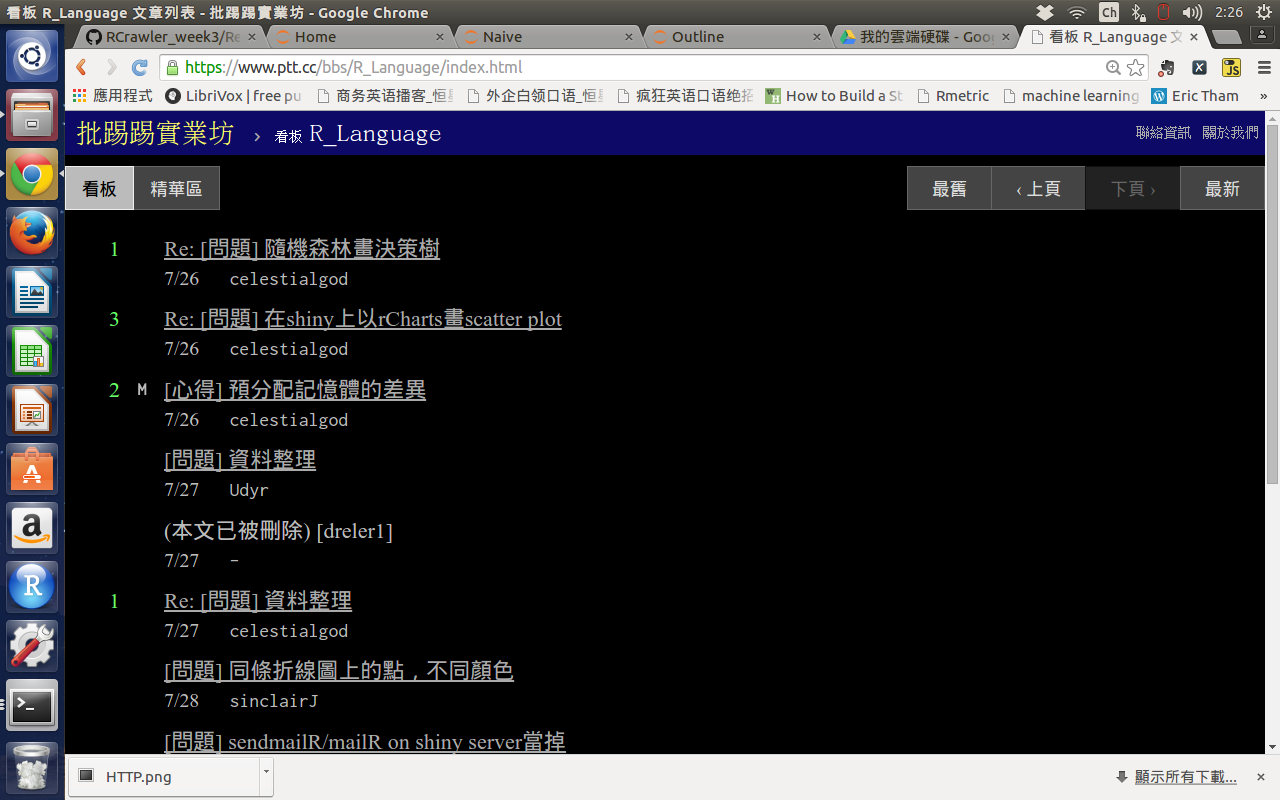 看板 R_Language 文章列表 - 批踢踢實業坊 - Google Chrome
Ch
2:26
RCrawler_week3/Re
Home
Naive
Outline
我的雲端硬碟 - Goo
看板 R_Language 文
https://www.ptt.cc/bbs/R_Language/index.html
應用程式
LibriVox | free pu
商务英语播客_恒
外企白领口语_恒
疯狂英语口语绝招
How to Build a St
Rmetric
machine learning
Eric Tham
»
批踢踢實業坊 › 看板 R_Language
聯絡資訊 關於我們
看板 精華區
最舊 ‹ 上頁 下頁 › 最新
1 Re: [問題] 隨機森林畫決策樹
7/26 celestialgod
3 Re: [問題] 在shiny上以rCharts畫scatter plot
7/26 celestialgod
2 M [心得] 預分配記憶體的差異
7/26 celestialgod
[問題] 資料整理
7/27 Udyr
(本文已被刪除) [dreler1]
7/27 -
1 Re: [問題] 資料整理
7/27 celestialgod
[問題] 同條折線圖上的點，不同顏色
7/28 sinclairJ
[問題] sendmailR/mailR on shiny server當掉
HTTP.png
顯示所有下載...